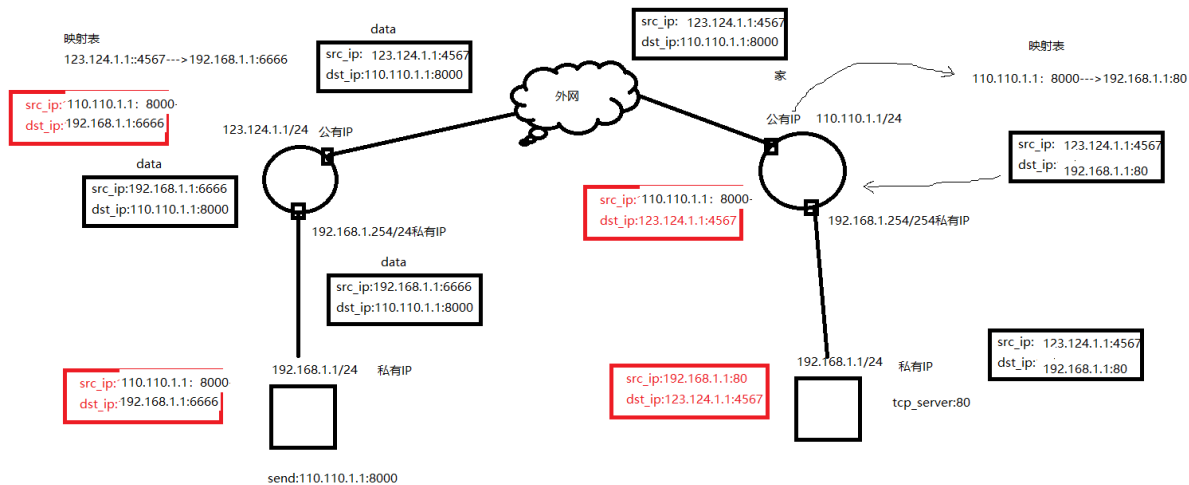 映射表
123.124.1.1::4567--->192.168.1.1:6666
data
src_ip: 123.124.1.1:4567
dst_ip:110.110.1.1:8000
src_ip: 123.124.1.1:4567
dst_ip:110.110.1.1:8000
外网
家
映射表
110.110.1.1：8000--->192.168.1.1:80
src_ip: 110.110.1.1：8000
dst_ip: 192.168.1.1:6666
123.124.1.1/24 公有IP
公有IP 110.110.1.1/24
data
src_ip:192.168.1.1:6666
dst_ip:110.110.1.1:8000
src_ip: 123.124.1.1:4567
dst_ip: 192.168.1.1:80
src_ip: 110.110.1.1：8000
dst_ip:123.124.1.1:4567
192.168.1.254/24私有IP
192.168.1.254/254私有IP
data
src_ip:192.168.1.1:6666
dst_ip:110.110.1.1:8000
src_ip: 123.124.1.1:4567
dst_ip: 192.168.1.1:80
192.168.1.1/24 私有IP
192.168.1.1/24 私有IP
src_ip: 110.110.1.1：8000
dst_ip: 192.168.1.1:6666
src_ip:192.168.1.1:80
dst_ip:123.124.1.1:4567
tcp_server:80
send:110.110.1.1:8000